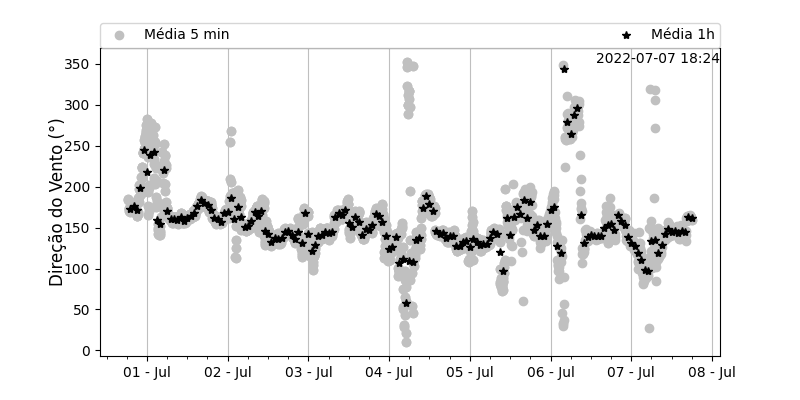 Média 5 min
Média 1h
2022-07-07 18:24
Direção do Vento (°)
350
300
250
200
150
100
50
0
01 - Jul
02 - Jul
03 - Jul
04 - Jul
05 - Jul
06 - Jul
07 - Jul
08 - Jul